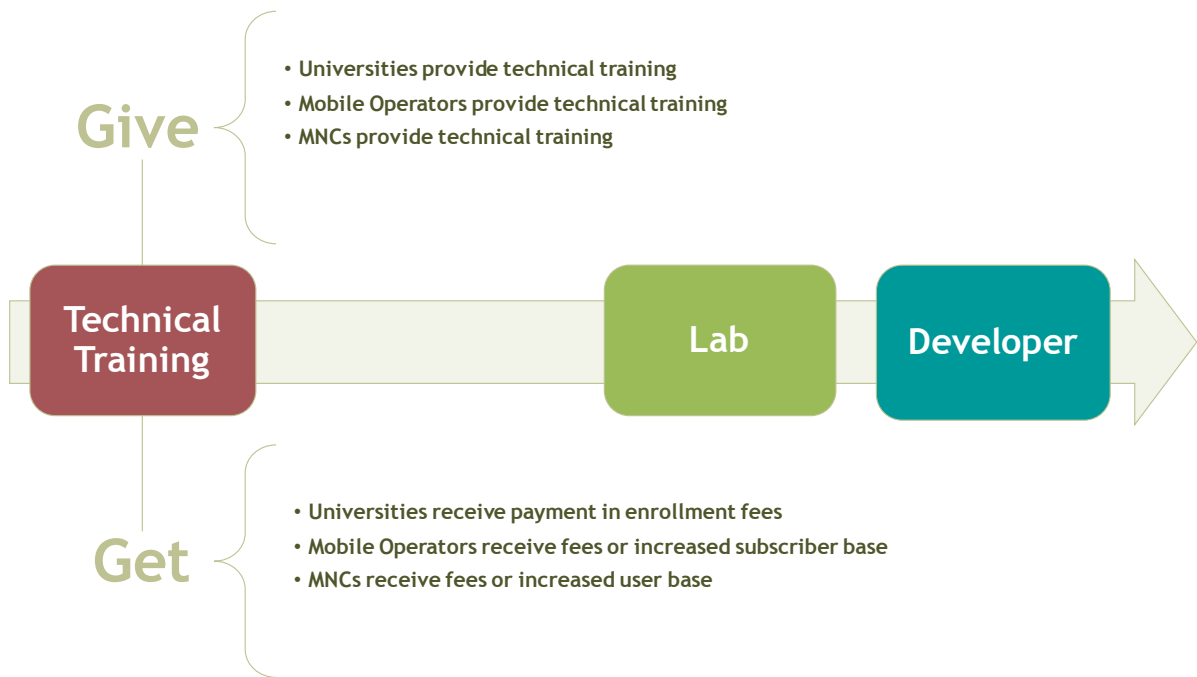 Give
• Universities provide technical training
• Mobile Operators provide technical training
• MNCs provide technical training
Technical
Training
Lab
Developer
Get
• Universities receive payment in enrollment fees
• Mobile Operators receive fees or increased subscriber base
• MNCs receive fees or increased user base